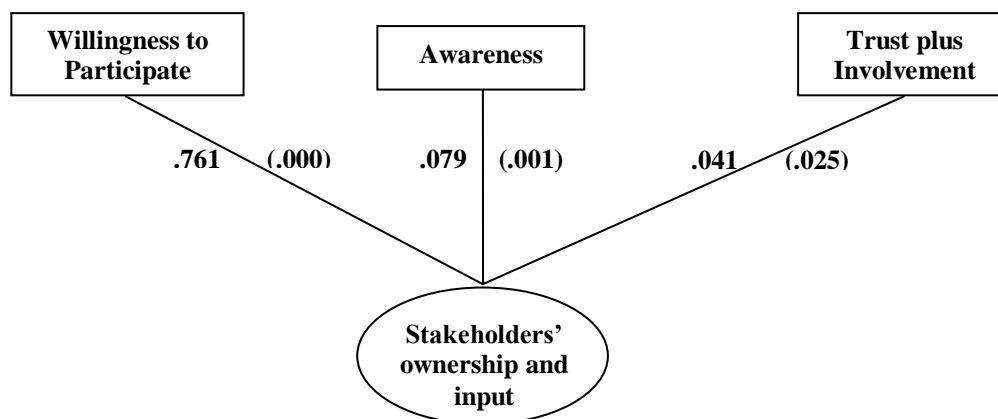 Willingness to
Participate
Awareness
Trust plus
Involvement
.761 (.000)
.079 (.001)
.041 (.025)
Stakeholders’
ownership and
input